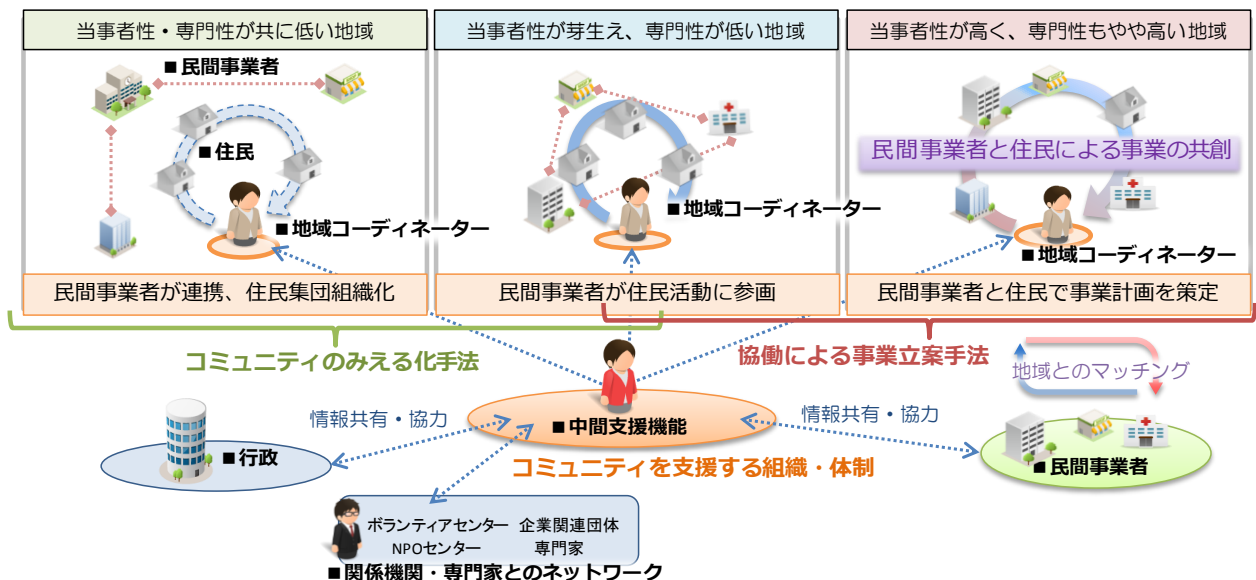 当事者性・専門性が共に低い地域
当事者性が芽生え、専門性が低い地域
当事者性が高く、専門性もやや高い地域
■民間事業者
■住民
■地域コーディネーター
■地域コーディネーター
民間事業者と住民による事業の共創
■地域コーディネーター
民間事業者が連携、住民集団組織化
民間事業者が住民活動に参画
民間事業者と住民で事業計画を策定
コミュニティのみえる化手法
協働による事業立案手法
地域とのマッチング
情報共有・協力
情報共有・協力
■中間支援機能
■行政
コミュニティを支援する組織・体制
■民間事業者
ボランティアセンター 企業関連団体
NPOセンター 専門家
■関係機関・専門家とのネットワーク